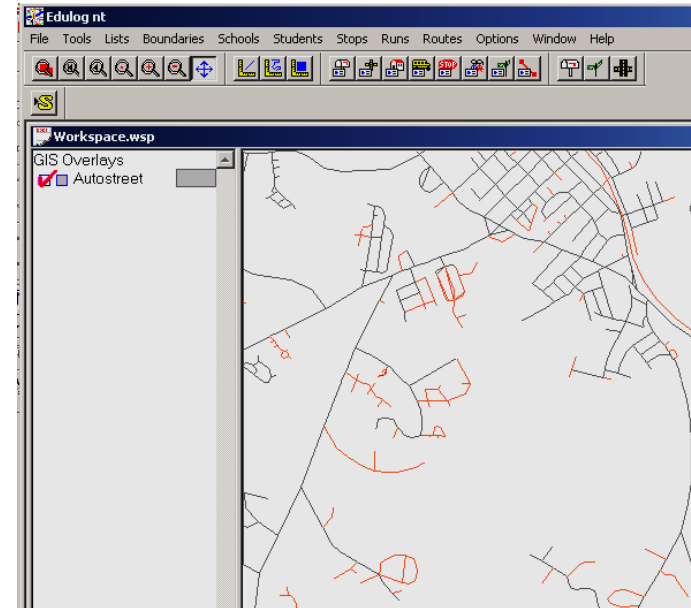 Edulog nt
File Tools Lists Boundaries Schools Students Stops Runs Routes Options Window Help
STOP
S
Workspace.wsp
GIS Overlays
Autostreet